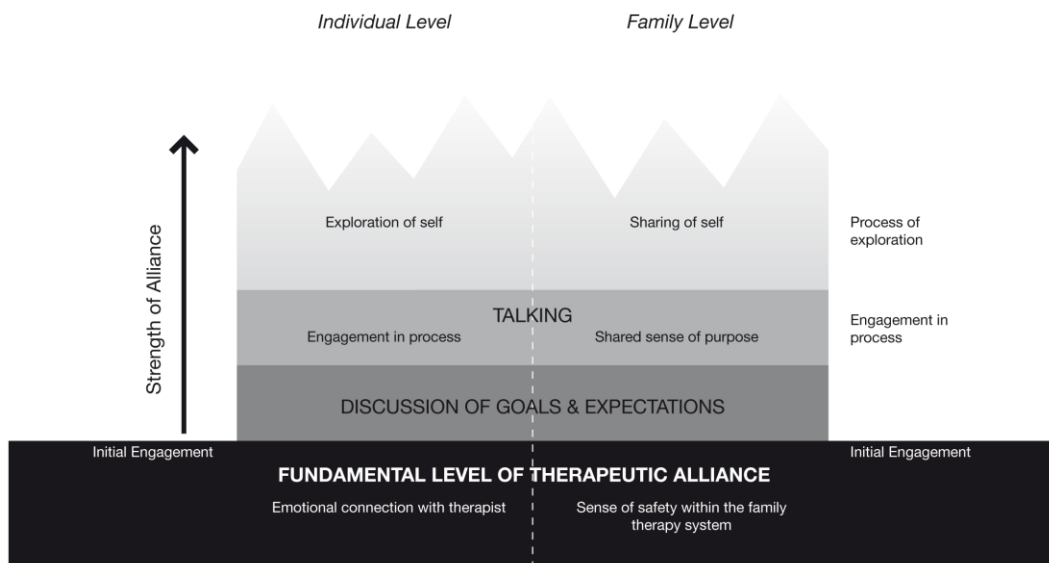 Individual Level
Family Level
Strength of Alliance
Exploration of self
Sharing of self
Process of
exploration
TALKING
Engagement in process
Shared sense of purpose
Engagement in
process
DISCUSSION OF GOALS & EXPECTATIONS
Initial Engagement
Initial Engagement
FUNDAMENTAL LEVEL OF THERAPEUTIC ALLIANCE
Emotional connection with therapist
Sense of safety within the family
therapy system